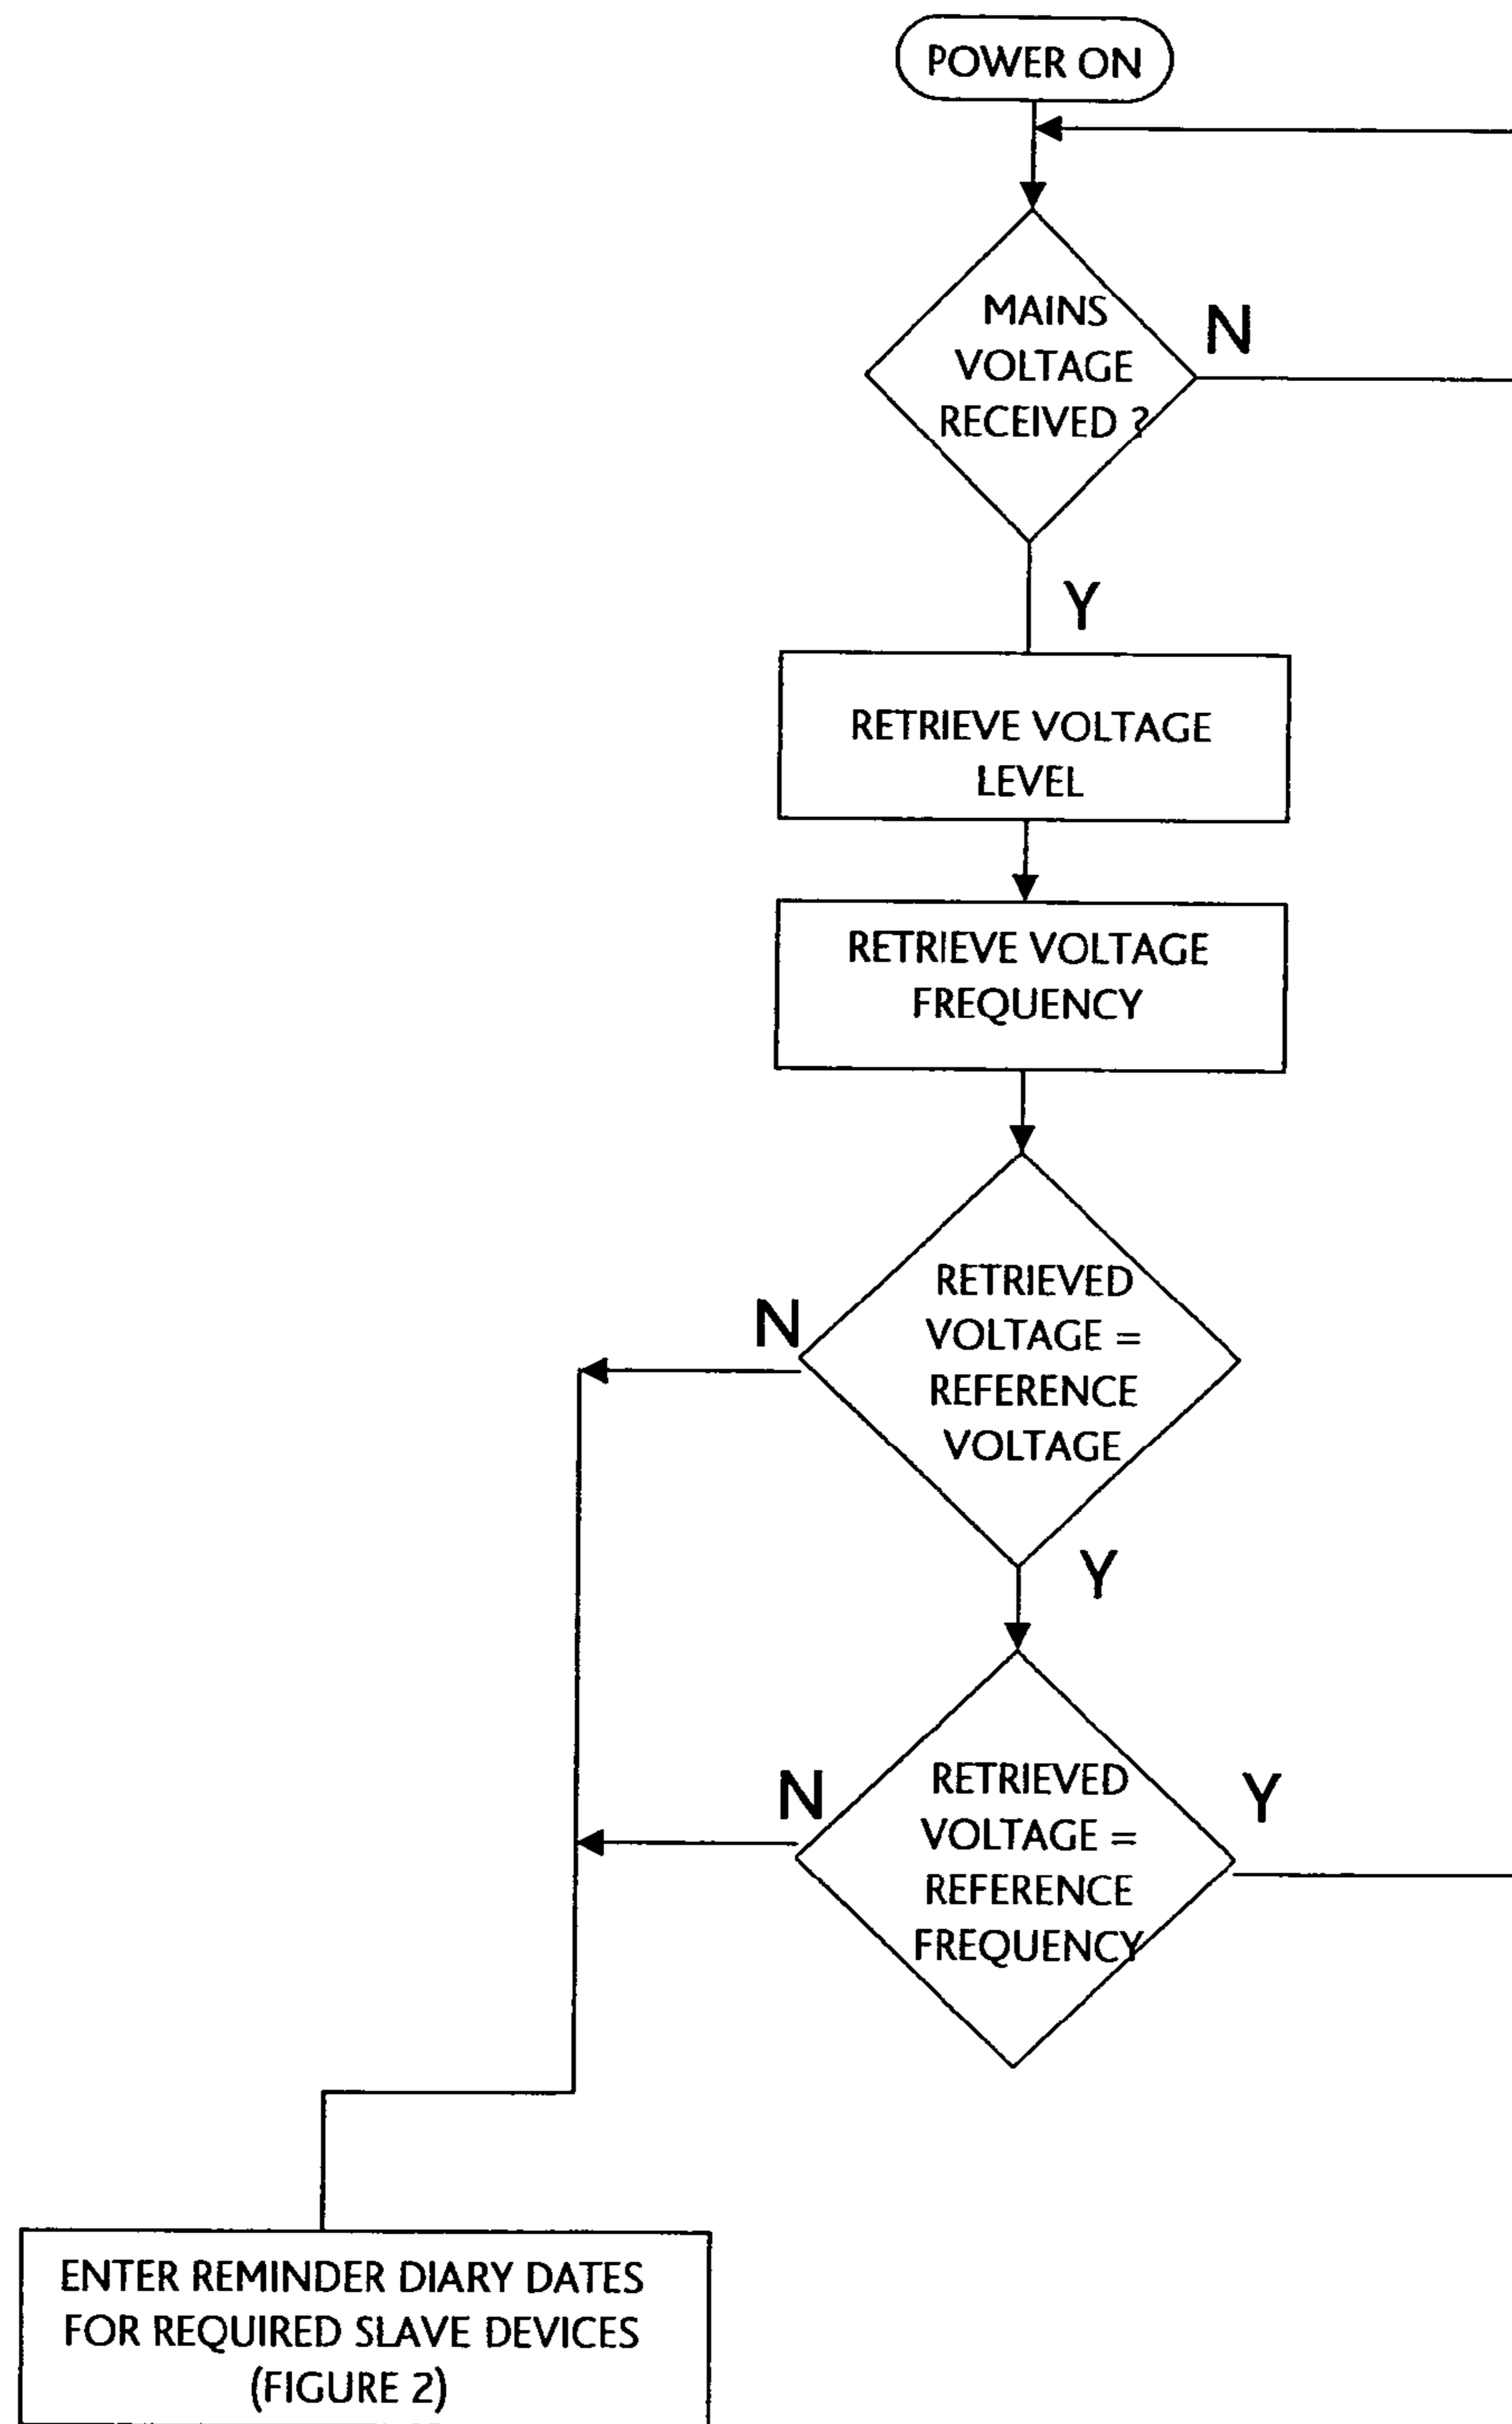 POWER ON
MAINS
VOLTAGE
RECEIVED ?
N
Y
RETRIEVE VOLTAGE
LEVEL
RETRIEVE VOLTAGE
FREQUENCY
RETRIEVED
VOLTAGE =
REFERENCE
VOLTAGE
N
Y
RETRIEVED
VOLTAGE =
REFERENCE
FREQUENCY
N
Y
ENTER REMINDER DIARY DATES
FOR REQUIRED SLAVE DEVICES
(FIGURE 2)